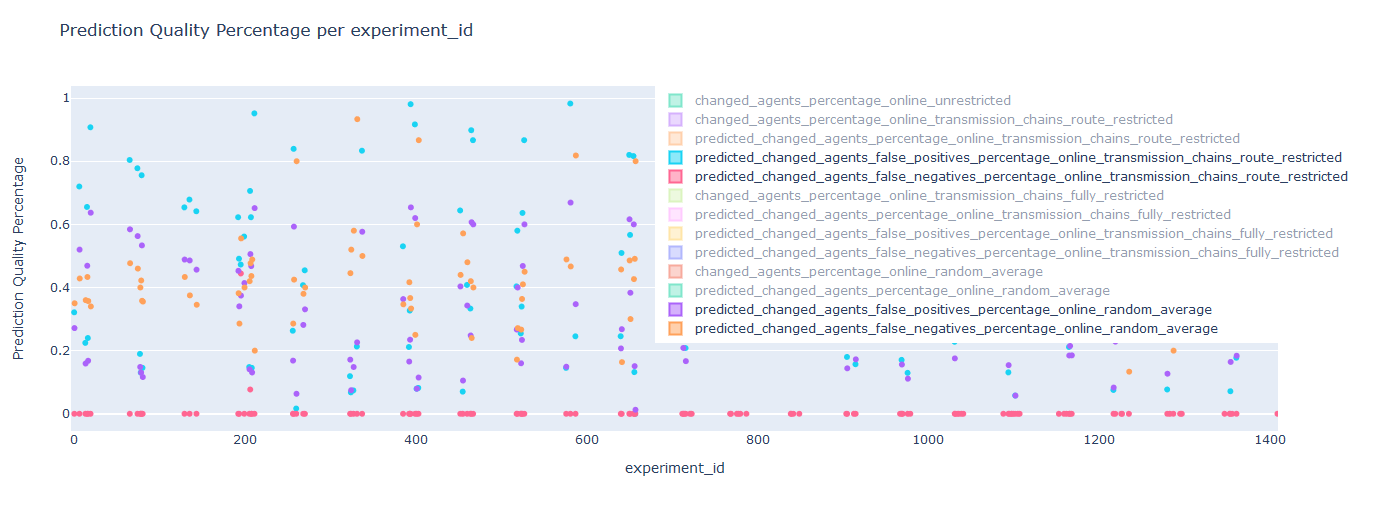 Prediction Quality Percentage per experiment_id
changed_agents_percentage_online_unrestricted
changed_agents_percentage_online_transmission_chains_route_restricted
predicted_changed_agents_percentage_online_transmission_chains_route_restricted
predicted_changed_agents_false_positives_percentage_online_transmission_chains_route_restricted
predicted_changed_agents_false_negatives_percentage_online_transmission_chains_route_restricted
changed_agents_percentage_online_transmission_chains_fully_restricted
predicted_changed_agents_percentage_online_transmission_chains_fully_restricted
predicted_changed_agents_false_positives_percentage_online_transmission_chains_fully_restricted
predicted_changed_agents_false_negatives_percentage_online_transmission_chains_fully_restricted
changed_agents_percentage_online_random_average
predicted_changed_agents_percentage_online_random_average
predicted_changed_agents_false_positives_percentage_online_random_average
predicted_changed_agents_false_negatives_percentage_online_random_average
Prediction Quality Percentage
1
0.8
0.6
0.4
0.2
0
0 200 400 600 800 1000 1200 1400
experiment_id